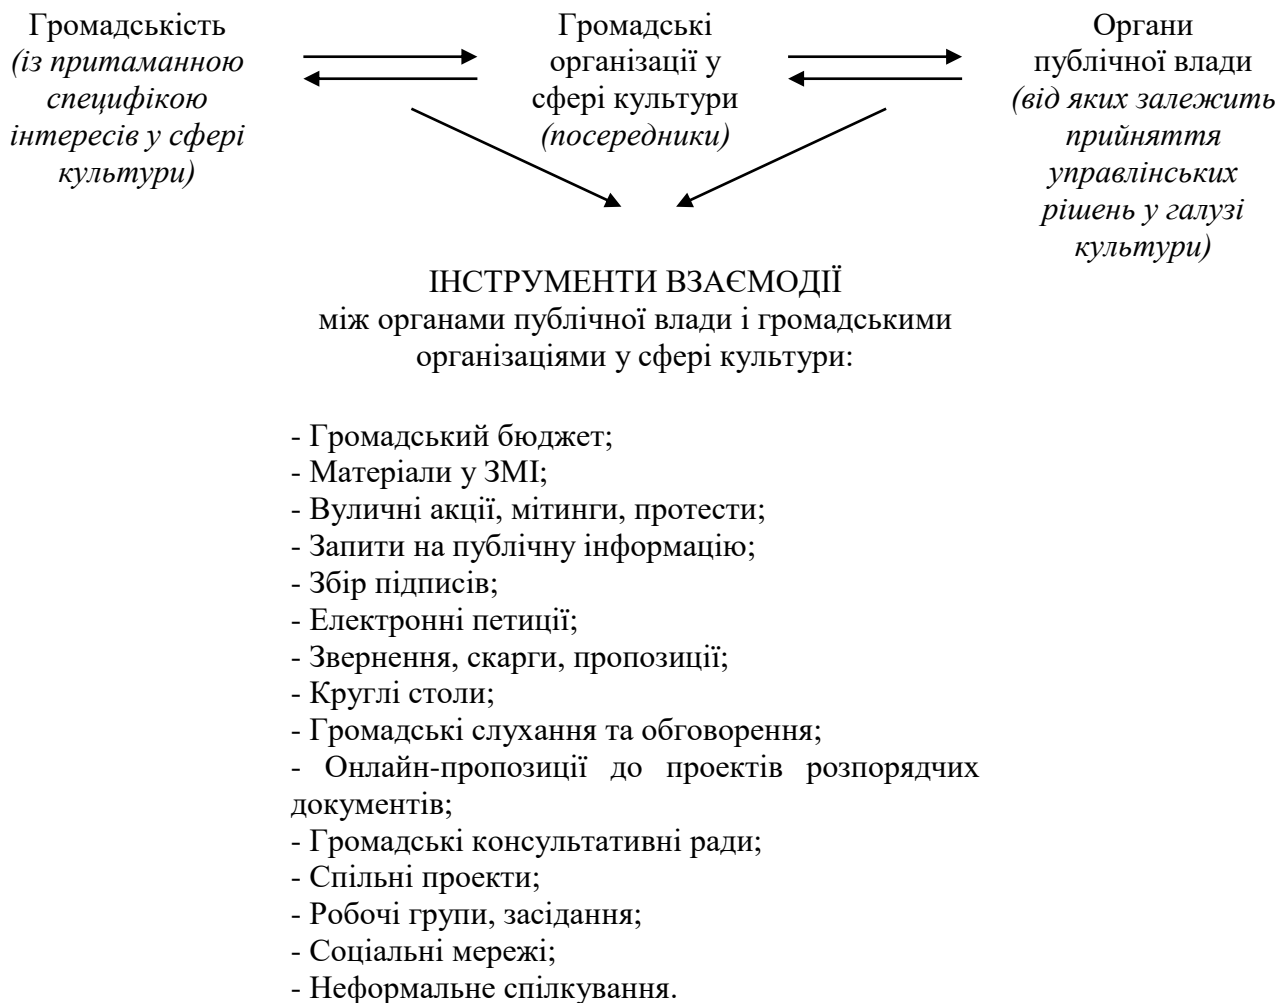 Громадськість
(із притаманною
специфікою
інтересів у сфері
культури)
Громадські
організації у
сфері культури
(посередники)
Органи
публічної влади
(від яких залежить
прийняття
управлінських
рішень у галузі
культури)
ІНСТРУМЕНТИ ВЗАЄМОДІЇ
між органами публічної влади і громадськими
організаціями у сфері культури:
- Громадський бюджет;
- Матеріали у ЗМІ;
- Вуличні акції, мітинги, протести;
- Запити на публічну інформацію;
- Збір підписів;
- Електронні петиції;
- Звернення, скарги, пропозиції;
- Круглі столи;
- Громадські слухання та обговорення;
- Онлайн-пропозиції до проектів розпорядчих
документів;
- Громадські консультативні ради;
- Спільні проекти;
- Робочі групи, засідання;
- Соціальні мережі;
- Неформальне спілкування.